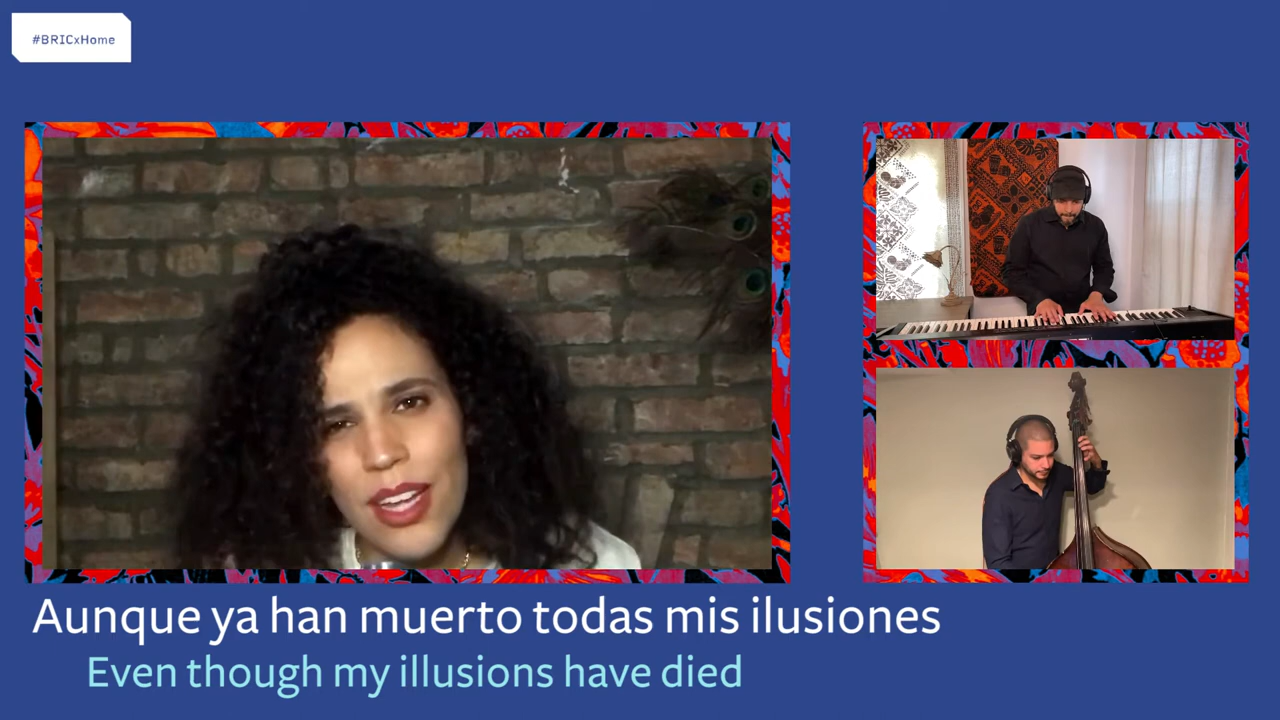 #BRICxHome
Aunque ya han muerto todas mis ilusiones
Even though my illusions have died